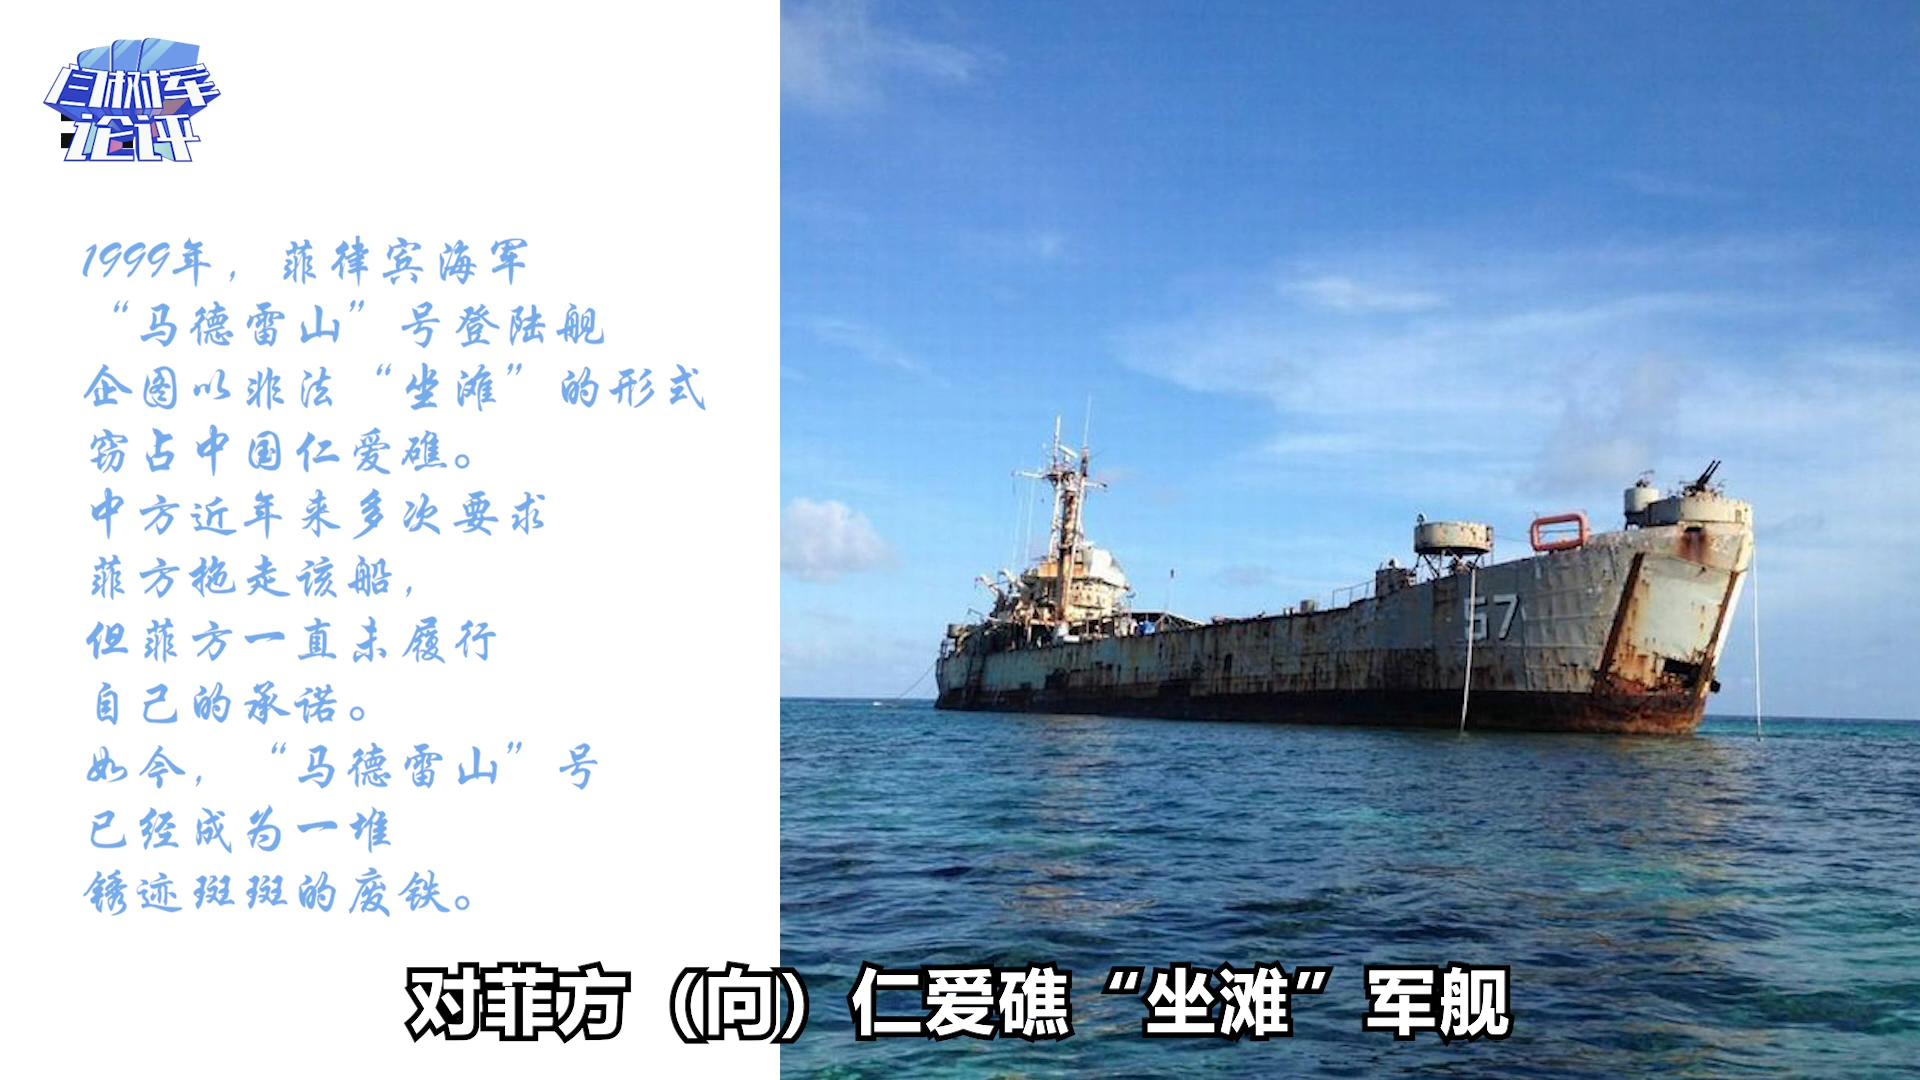 闫树军
论评
1999年，菲律宾海军
“马德雷山”号登陆舰
企图以非法“坐滩”的形式
窃占中国仁爱礁。
中方近年来多次要求
菲方拖走该船，
但菲方一直未履行
自己的承诺。
如今，“马德雷山”号
已经成为一堆
锈迹斑斑的废铁。
57
对菲方（向）仁爱礁“坐滩”军舰